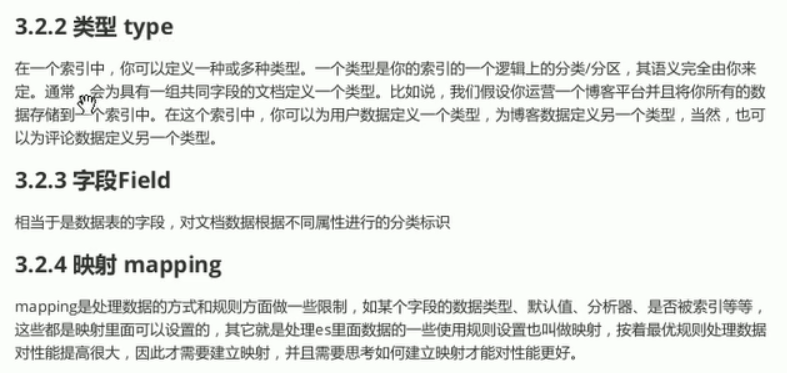 3.2.2 类型 type
在一个索引中，你可以定义一种或多种类型。一个类型是你的索引的一个逻辑上的分类/分区，其语义完全由你来
定。通常，会为具有一组共同字段的文档定义一个类型。比如说，我们假设你运营一个博客平台并且将你所有的数
据存储到一个索引中。在这个索引中，你可以为用户数据定义一个类型，为博客数据定义另一个类型，当然，也可
以为评论数据定义另一个类型。
3.2.3 字段Field
相当于是数据表的字段，对文档数据根据不同属性进行的分类标识
3.2.4 映射 mapping
mapping是处理数据的方式和规则方面做一些限制，如某个字段的数据类型、默认值、分析器、是否被索引等等，
这些都是映射里面可以设置的，其它就是处理es里面数据的一些使用规则设置也叫做映射，按着最优规则处理数据
对性能提高很大，因此才需要建立映射，并且需要思考如何建立映射才能对性能更好。